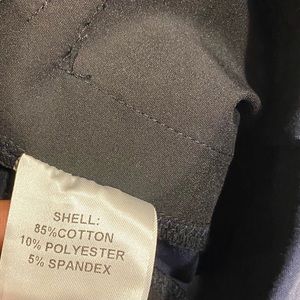 SHELL:
85%COTTON
10% POLYESTER
5% SPANDEX